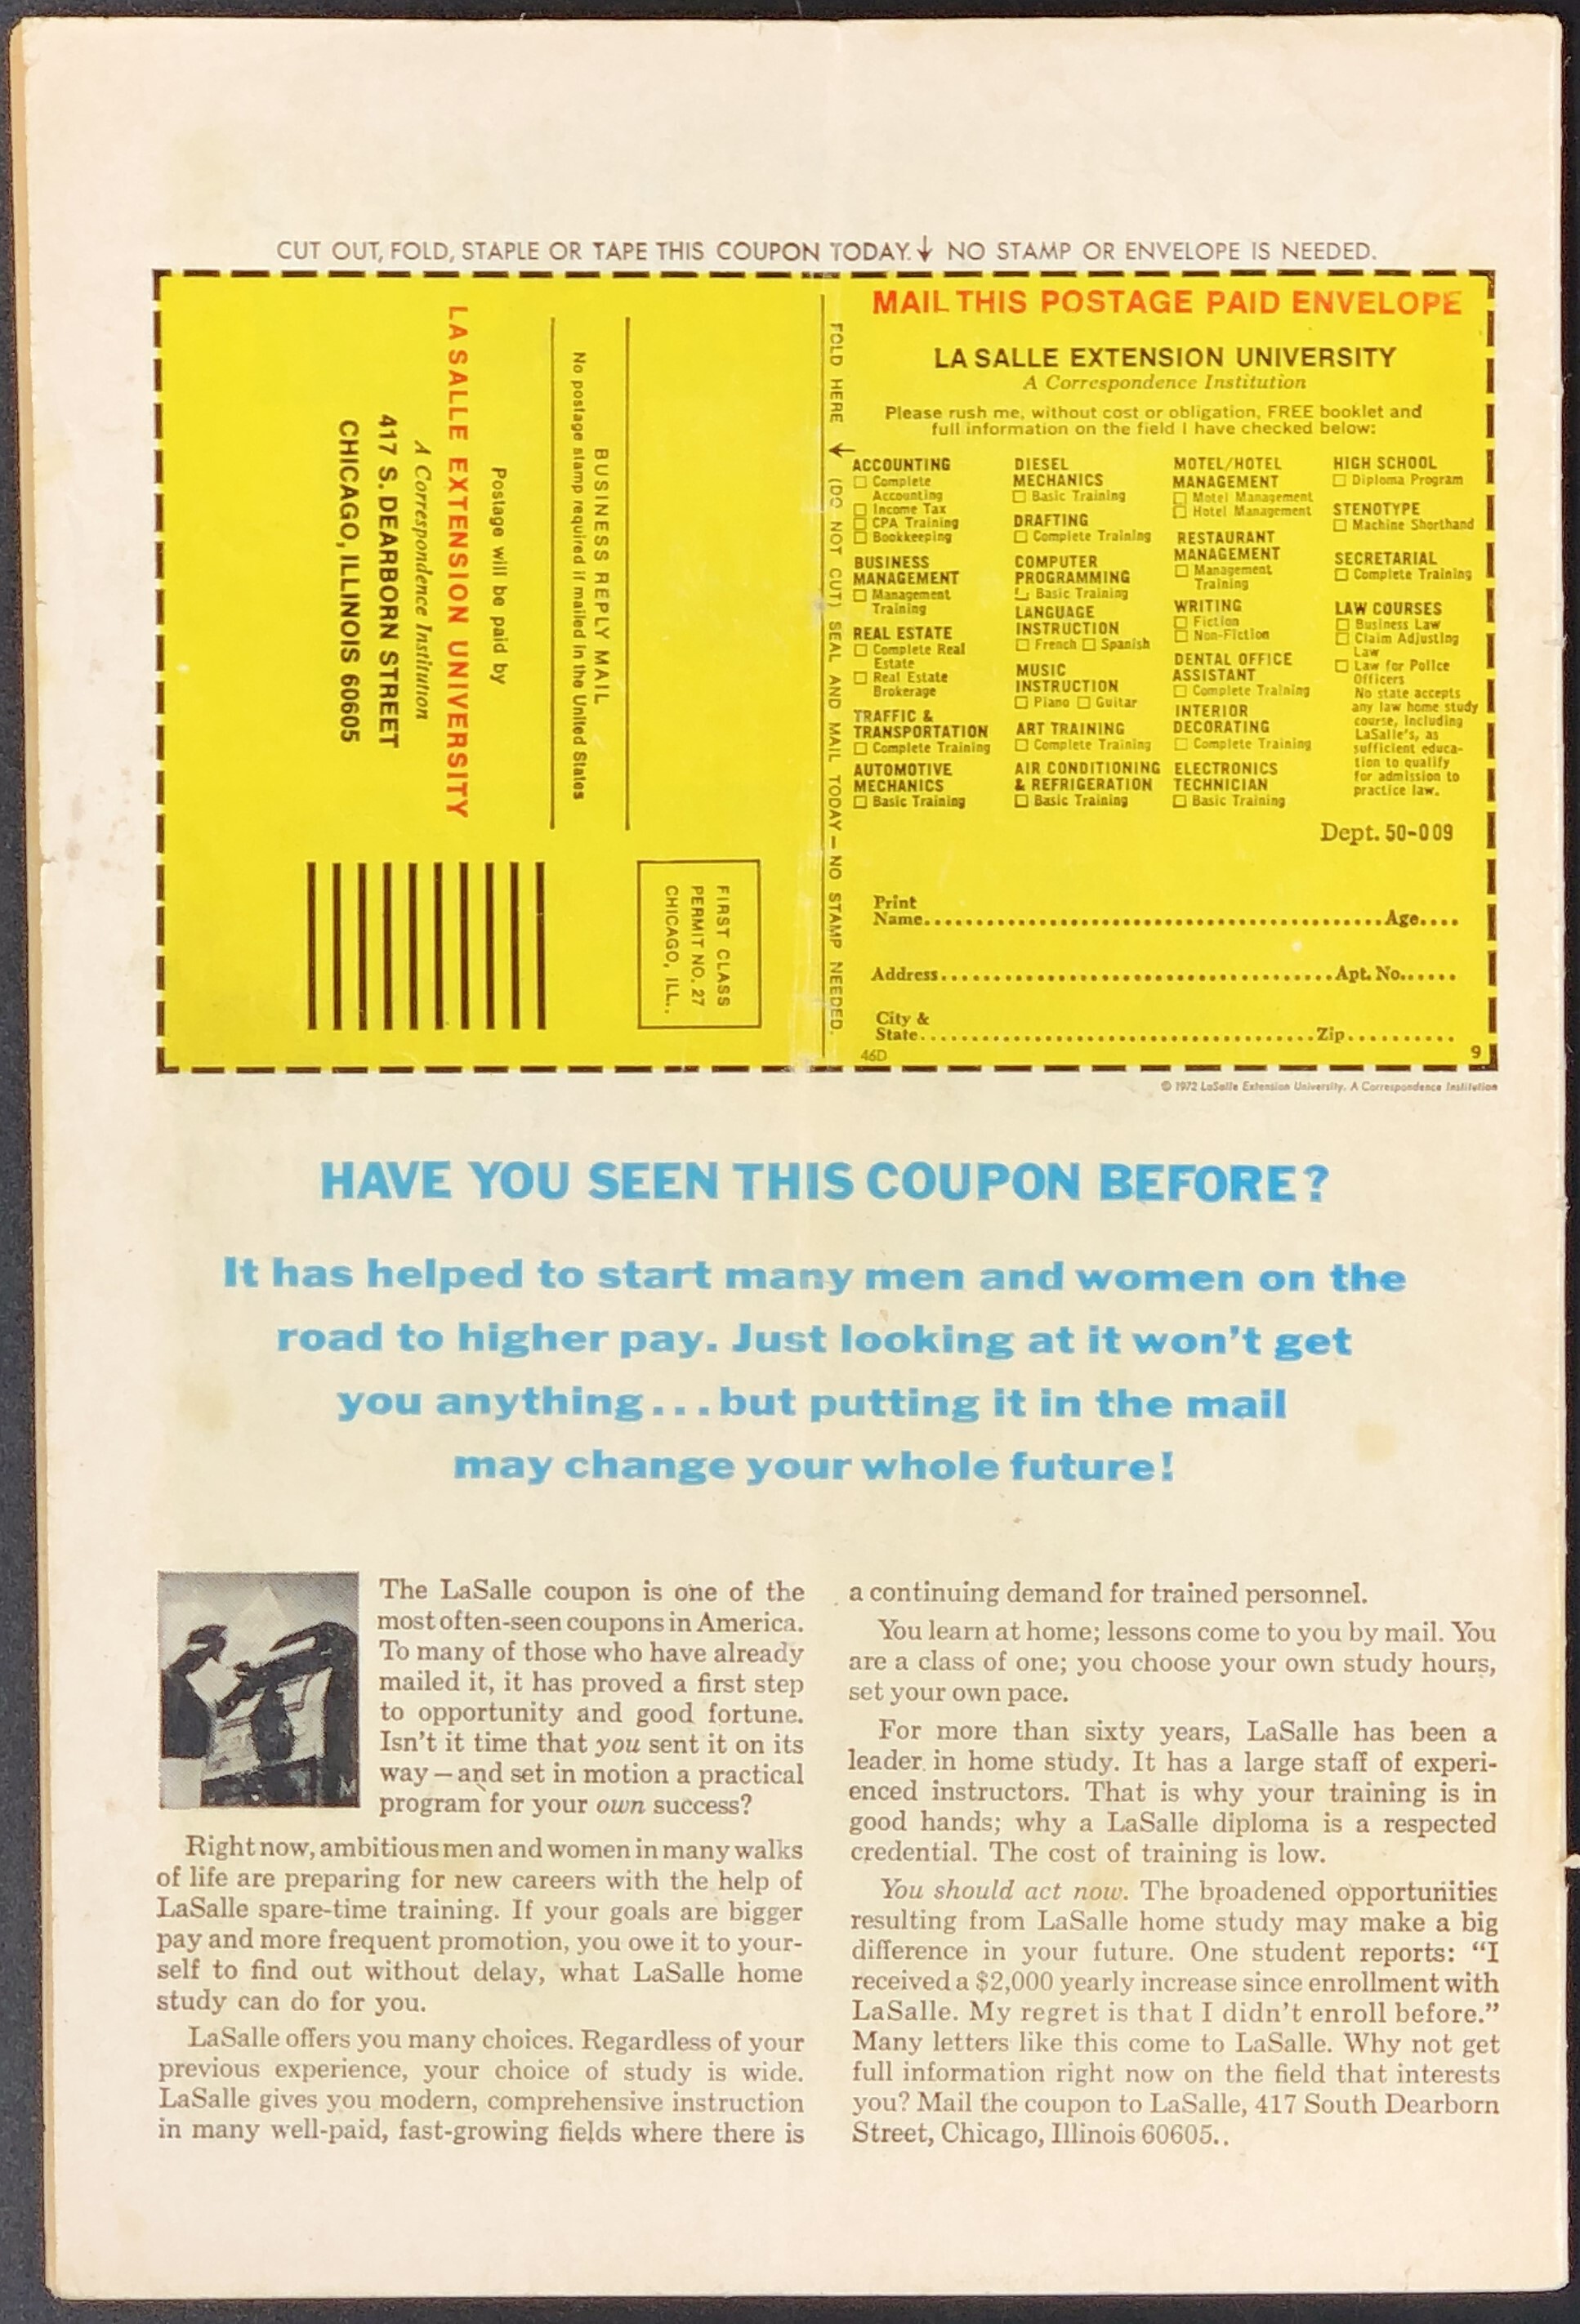 CUT OUT, FOLD, STAPLE OR TAPE THIS COUPON TODAY. ↓ NO STAMP OR ENVELOPE IS NEEDED.
BUSINESS REPLY MAIL
No postage stamp required if mailed in the United States
Postage will be paid by
LA SALLE EXTENSION UNIVERSITY
A Correspondence Institution
417 S. DEARBORN STREET
CHICAGO, ILLINOIS 60605
FIRST CLASS
PERMIT NO. 27
CHICAGO, ILL..
FOLD HERE ↓ (DO NOT CUT) SEAL AND MAIL TODAY – NO STAMP NEEDED.
MAIL THIS POSTAGE PAID ENVELOPE
LA SALLE EXTENSION UNIVERSITY
A Correspondence Institution
Please rush me, without cost or obligation, FREE booklet and
full information on the field I have checked below:
ACCOUNTING
☐ Complete
Accounting
☐ Income Tax
☐ CPA Training
☐ Bookkeeping
BUSINESS
MANAGEMENT
☐ Management
Training
REAL ESTATE
☐ Complete Real
Estate
☐ Real Estate
Brokerage
TRAFFIC &
TRANSPORTATION
☐ Complete Training
AUTOMOTIVE
MECHANICS
☐ Basic Training
DIESEL
MECHANICS
☐ Basic Training
DRAFTING
☐ Complete Training
COMPUTER
PROGRAMMING
☐ Basic Training
LANGUAGE
INSTRUCTION
☐ French ☐ Spanish
MUSIC
INSTRUCTION
☐ Piano ☐ Guitar
ART TRAINING
☐ Complete Training
AIR CONDITIONING
& REFRIGERATION
☐ Basic Training
MOTEL/HOTEL
MANAGEMENT
☐ Motel Management
☐ Hotel Management
RESTAURANT
MANAGEMENT
☐ Management
Training
WRITING
☐ Fiction
☐ Non-Fiction
DENTAL OFFICE
ASSISTANT
☐ Complete Training
INTERIOR
DECORATING
☐ Complete Training
ELECTRONICS
TECHNICIAN
☐ Basic Training
HIGH SCHOOL
☐ Diploma Program
STENOTYPE
☐ Machine Shorthand
SECRETARIAL
☐ Complete Training
LAW COURSES
☐ Business Law
☐ Claim Adjusting
Law
☐ Law for Police
Officers
No state accepts
any law home study
course, including
LaSalle's, as
sufficient educa-
tion to qualify
for admission to
practice law.
Dept. 50-009
Print
Name.............................................Age....
Address......................................Apt. No......
City &
State......................................Zip...........
46D 9
© 1972 LaSalle Extension University. A Correspondence Institution
HAVE YOU SEEN THIS COUPON BEFORE?
It has helped to start many men and women on the
road to higher pay. Just looking at it won't get
you anything...but putting it in the mail
may change your whole future!
The LaSalle coupon is one of the
most often-seen coupons in America.
To many of those who have already
mailed it, it has proved a first step
to opportunity and good fortune.
Isn't it time that you sent it on its
way – and set in motion a practical
program for your own success?
Right now, ambitious men and women in many walks
of life are preparing for new careers with the help of
LaSalle spare-time training. If your goals are bigger
pay and more frequent promotion, you owe it to your-
self to find out without delay, what LaSalle home
study can do for you.
LaSalle offers you many choices. Regardless of your
previous experience, your choice of study is wide.
LaSalle gives you modern, comprehensive instruction
in many well-paid, fast-growing fields where there is
a continuing demand for trained personnel.
You learn at home; lessons come to you by mail. You
are a class of one; you choose your own study hours,
set your own pace.
For more than sixty years, LaSalle has been a
leader in home study. It has a large staff of experi-
enced instructors. That is why your training is in
good hands; why a LaSalle diploma is a respected
credential. The cost of training is low.
You should act now. The broadened opportunities
resulting from LaSalle home study may make a big
difference in your future. One student reports: "I
received a $2,000 yearly increase since enrollment with
LaSalle. My regret is that I didn't enroll before."
Many letters like this come to LaSalle. Why not get
full information right now on the field that interests
you? Mail the coupon to LaSalle, 417 South Dearborn
Street, Chicago, Illinois 60605..